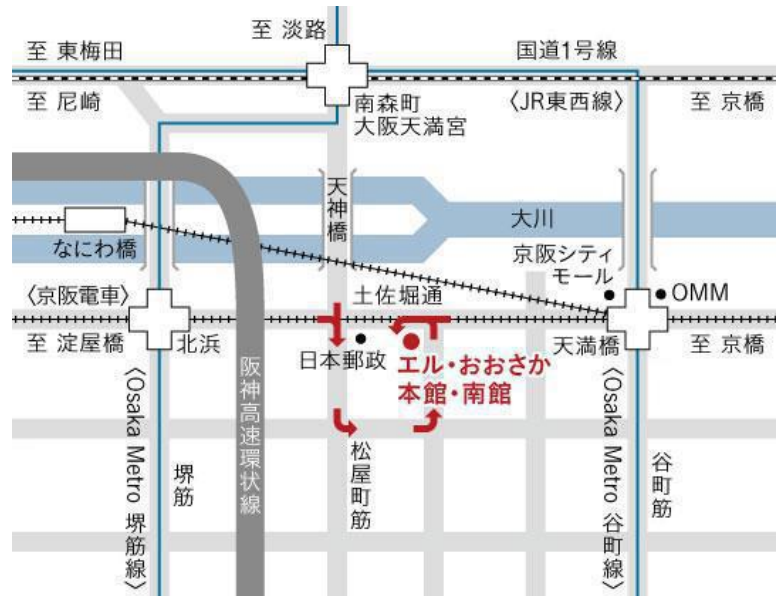 至 淡路
至 東梅田
国道1号線
至 尼崎
南森町
大阪天満宮
〈JR東西線〉
至 京橋
天神橋
大川
なにわ橋
京阪シティ
モール
〈京阪電車〉
土佐堀通
OMM
至 淀屋橋
北浜
日本郵政
エル・おおさか
本館・南館
天満橋
至 京橋
阪神高速環状線
〈Osaka Metro 堺筋線〉
堺筋
松屋町筋
〈Osaka Metro 谷町線〉
谷町筋